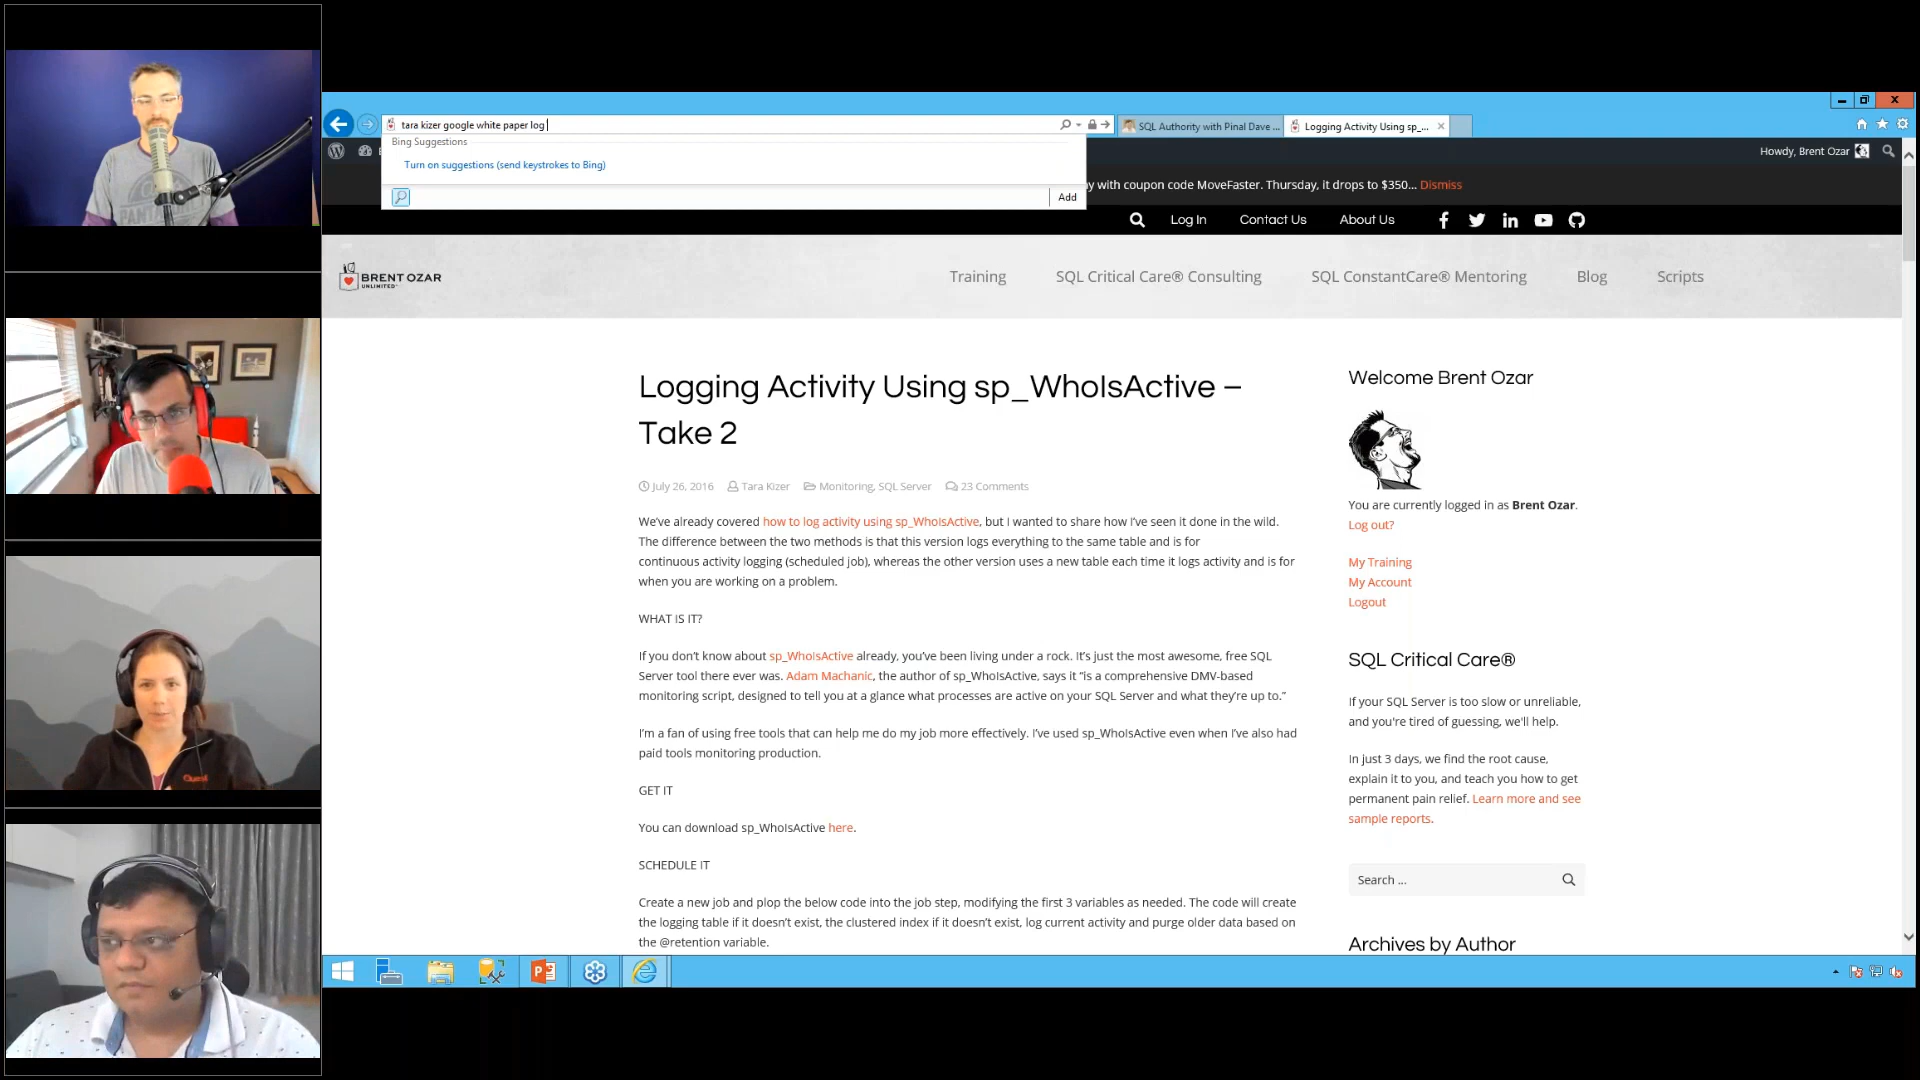 tara kizer google white paper log
SQL Authority with Pinal Dave ...
Logging Activity Using sp_...
Bing Suggestions
Turn on suggestions (send keystrokes to Bing)
Add
Howdy, Brent Ozar
y with coupon code MoveFaster. Thursday, it drops to $350... Dismiss
Log In
Contact Us
About Us
BRENT OZAR
UNLIMITED
Training
SQL Critical Care® Consulting
SQL ConstantCare® Mentoring
Blog
Scripts
Logging Activity Using sp_WhoIsActive –
Take 2
July 26, 2016
Tara Kizer
Monitoring, SQL Server
23 Comments
We've already covered how to log activity using sp_WhoIsActive, but I wanted to share how I've seen it done in the wild.
The difference between the two methods is that this version logs everything to the same table and is for
continuous activity logging (scheduled job), whereas the other version uses a new table each time it logs activity and is for
when you are working on a problem.
WHAT IS IT?
If you don't know about sp_WhoIsActive already, you've been living under a rock. It's just the most awesome, free SQL
Server tool there ever was. Adam Machanic, the author of sp_WhoIsActive, says it “is a comprehensive DMV-based
monitoring script, designed to tell you at a glance what processes are active on your SQL Server and what they're up to.”
I'm a fan of using free tools that can help me do my job more effectively. I've used sp_WhoIsActive even when I've also had
paid tools monitoring production.
GET IT
You can download sp_WhoIsActive here.
SCHEDULE IT
Create a new job and plop the below code into the job step, modifying the first 3 variables as needed. The code will create
the logging table if it doesn't exist, the clustered index if it doesn't exist, log current activity and purge older data based on
the @retention variable.
Welcome Brent Ozar
You are currently logged in as Brent Ozar.
Log out?
My Training
My Account
Logout
SQL Critical Care®
If your SQL Server is too slow or unreliable,
and you're tired of guessing, we'll help.
In just 3 days, we find the root cause,
explain it to you, and teach you how to get
permanent pain relief. Learn more and see
sample reports.
Search ...
Archives by Author
Quest